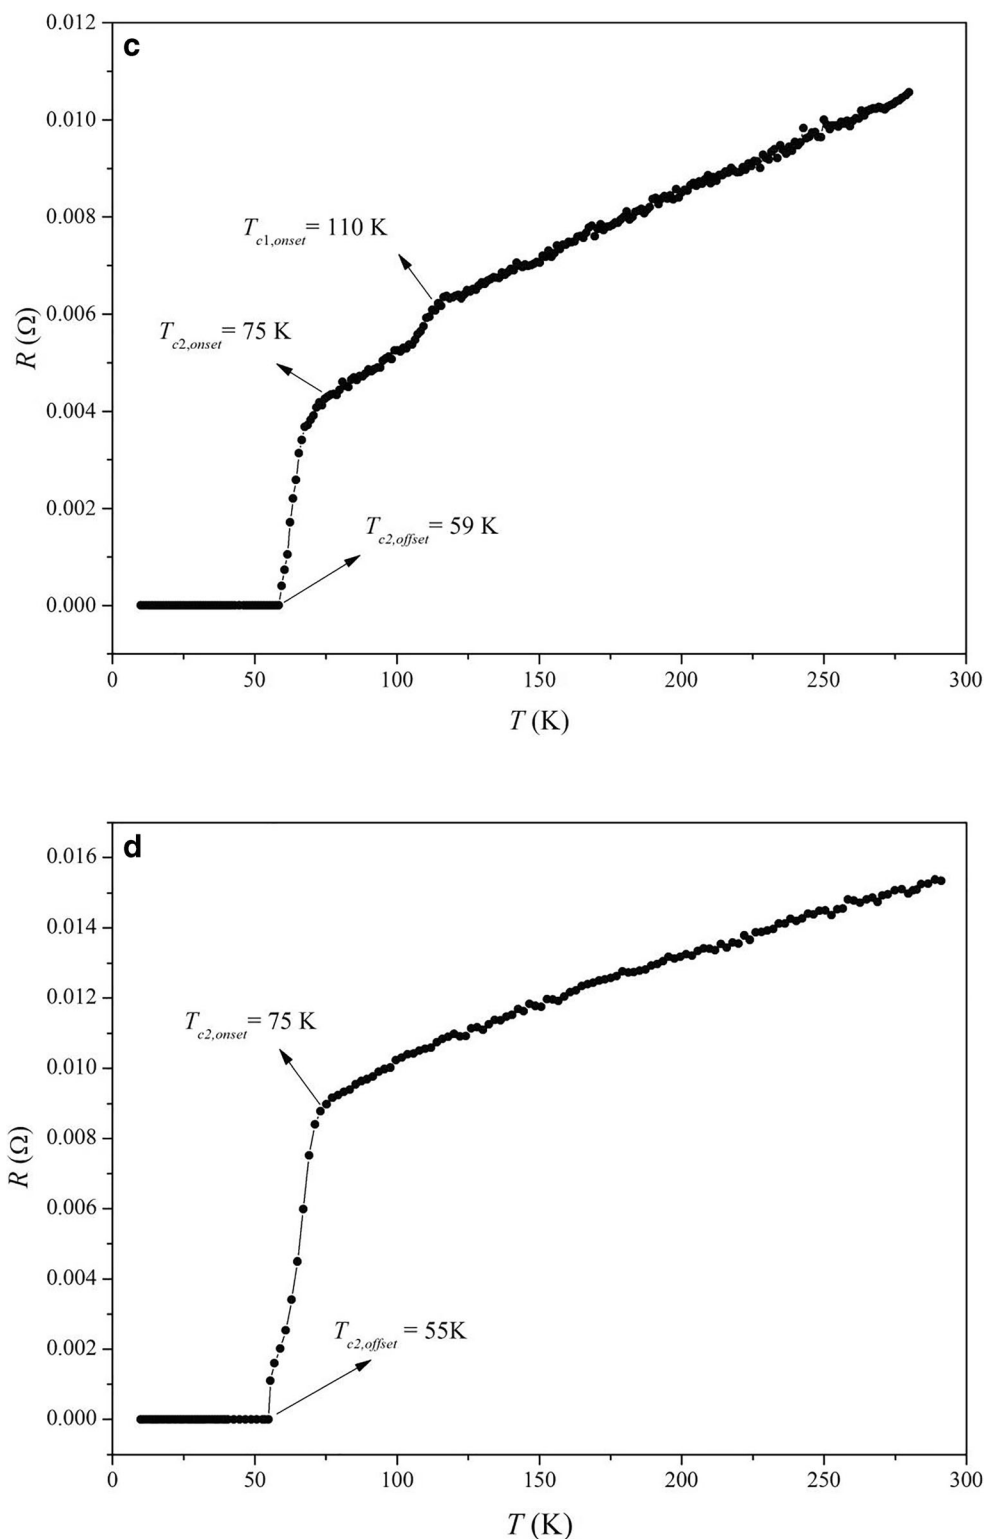 c
0.012
0.010
0.008
0.006
0.004
0.002
0.000
R (Ω)
Tc1,onset= 110 K
Tc2,onset= 75 K
Tc2,offset= 59 K
0 50 100 150 200 250 300
T (K)
d
0.016
0.014
0.012
0.010
0.008
0.006
0.004
0.002
0.000
R (Ω)
Tc2,onset= 75 K
Tc2,offset = 55K
0 50 100 150 200 250 300
T (K)